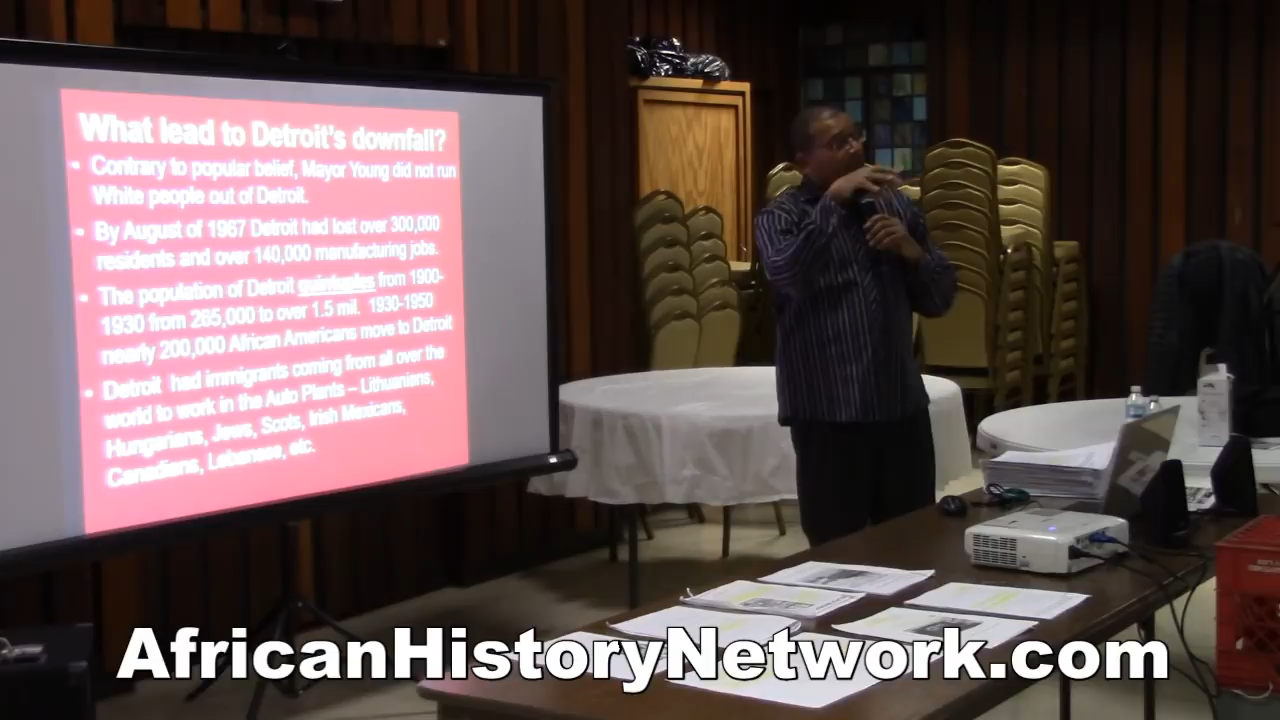 What lead to Detroit's downfall?
• Contrary to popular belief, Mayor Young did not run
White people out of Detroit.
• By August of 1967 Detroit had lost over 300,000
residents and over 140,000 manufacturing jobs.
• The population of Detroit quintuples from 1900-
1930 from 265,000 to over 1.5 mil. 1930-1950
nearly 200,000 African Americans move to Detroit
• Detroit had immigrants coming from all over the
world to work in the Auto Plants – Lithuanians,
Hungarians, Jews, Scots, Irish Mexicans,
Canadians, Lebanese, etc.
AfricanHistoryNetwork.com